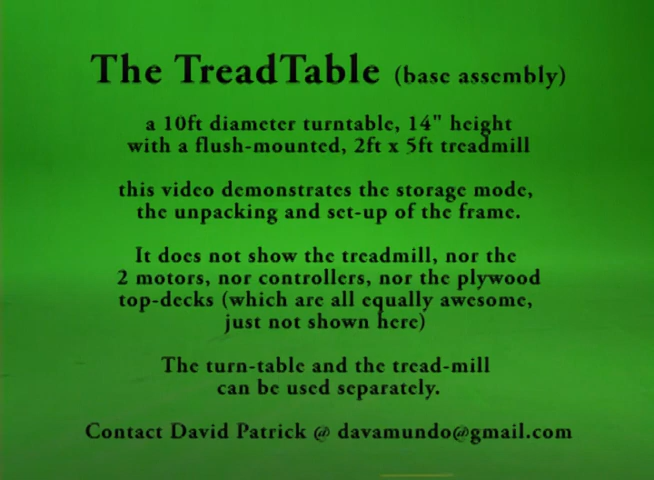 The TreadTable (base assembly)
a 10ft diameter turntable, 14" height
with a flush-mounted, 2ft x 5ft treadmill
this video demonstrates the storage mode,
the unpacking and set-up of the frame.
It does not show the treadmill, nor the
2 motors, nor controllers, nor the plywood
top-decks (which are all equally awesome,
just not shown here)
The turn-table and the tread-mill
can be used separately.
Contact David Patrick @ davamundo@gmail.com